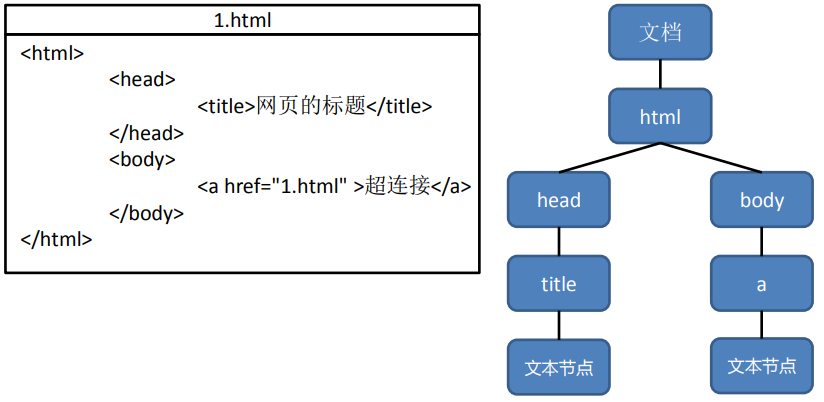 1.html
<html>
<head>
<title>网页的标题</title>
</head>
<body>
<a href="1.html" >超连接</a>
</body>
</html>
文档
html
head
body
title
a
文本节点
文本节点